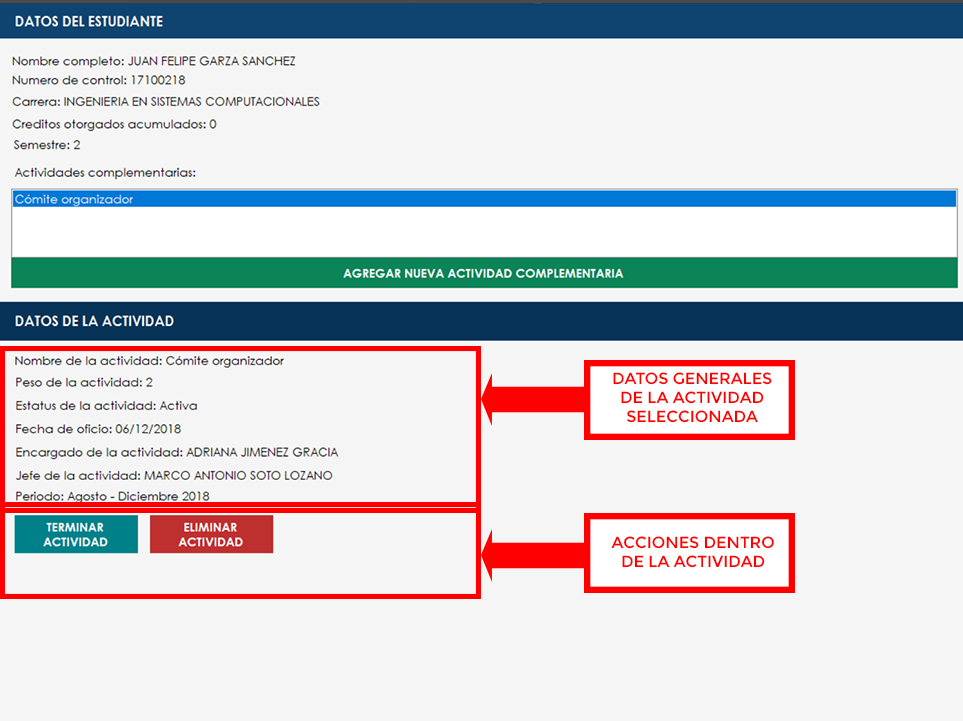 DATOS DEL ESTUDIANTE
Nombre completo: JUAN FELIPE GARZA SANCHEZ
Numero de control: 17100218
Carrera: INGENIERIA EN SISTEMAS COMPUTACIONALES
Creditos otorgados acumulados: 0
Semestre: 2
Actividades complementarias:
Cómite organizador
AGREGAR NUEVA ACTIVIDAD COMPLEMENTARIA
DATOS DE LA ACTIVIDAD
Nombre de la actividad: Cómite organizador
Peso de la actividad: 2
Estatus de la actividad: Activa
Fecha de oficio: 06/12/2018
Encargado de la actividad: ADRIANA JIMENEZ GRACIA
Jefe de la actividad: MARCO ANTONIO SOTO LOZANO
Periodo: Agosto - Diciembre 2018
DATOS GENERALES
DE LA ACTIVIDAD
SELECCIONADA
TERMINAR
ACTIVIDAD
ELIMINAR
ACTIVIDAD
ACCIONES DENTRO
DE LA ACTIVIDAD